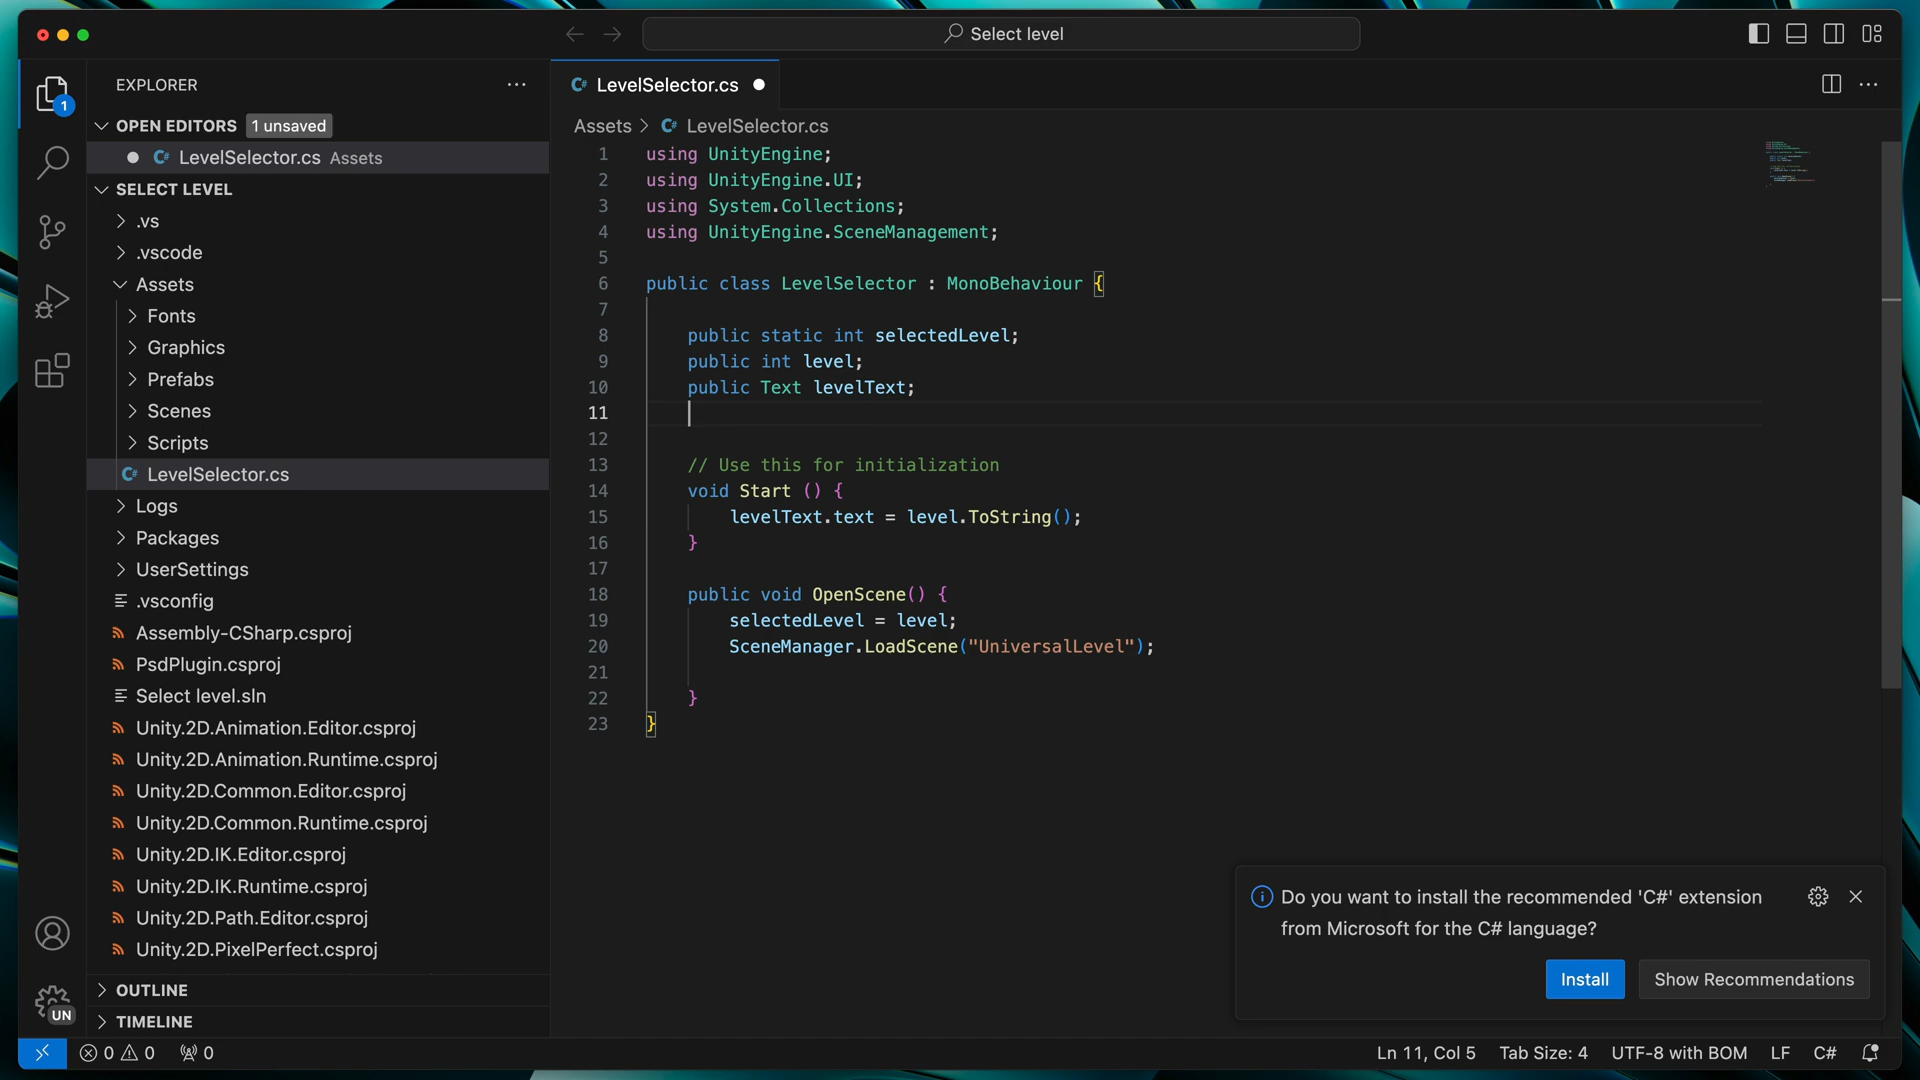 Select level
EXPLORER
OPEN EDITORS 1 unsaved
LevelSelector.cs Assets
SELECT LEVEL
.vs
.vscode
Assets
Fonts
Graphics
Prefabs
Scenes
Scripts
LevelSelector.cs
Logs
Packages
UserSettings
.vsconfig
Assembly-CSharp.csproj
PsdPlugin.csproj
Select level.sln
Unity.2D.Animation.Editor.csproj
Unity.2D.Animation.Runtime.csproj
Unity.2D.Common.Editor.csproj
Unity.2D.Common.Runtime.csproj
Unity.2D.IK.Editor.csproj
Unity.2D.IK.Runtime.csproj
Unity.2D.Path.Editor.csproj
Unity.2D.PixelPerfect.csproj
OUTLINE
TIMELINE
1
UN
C# LevelSelector.cs
Assets > C# LevelSelector.cs
1 using UnityEngine;
2 using UnityEngine.UI;
3 using System.Collections;
4 using UnityEngine.SceneManagement;
5
6 public class LevelSelector : MonoBehaviour {
7
8 public static int selectedLevel;
9 public int level;
10 public Text levelText;
11
12
13 // Use this for initialization
14 void Start () {
15 levelText.text = level.ToString();
16 }
17
18 public void OpenScene() {
19 selectedLevel = level;
20 SceneManager.LoadScene("UniversalLevel");
21
22 }
23 }
Do you want to install the recommended 'C#' extension
from Microsoft for the C# language?
Install Show Recommendations
0 0 0 Ln 11, Col 5 Tab Size: 4 UTF-8 with BOM LF C#